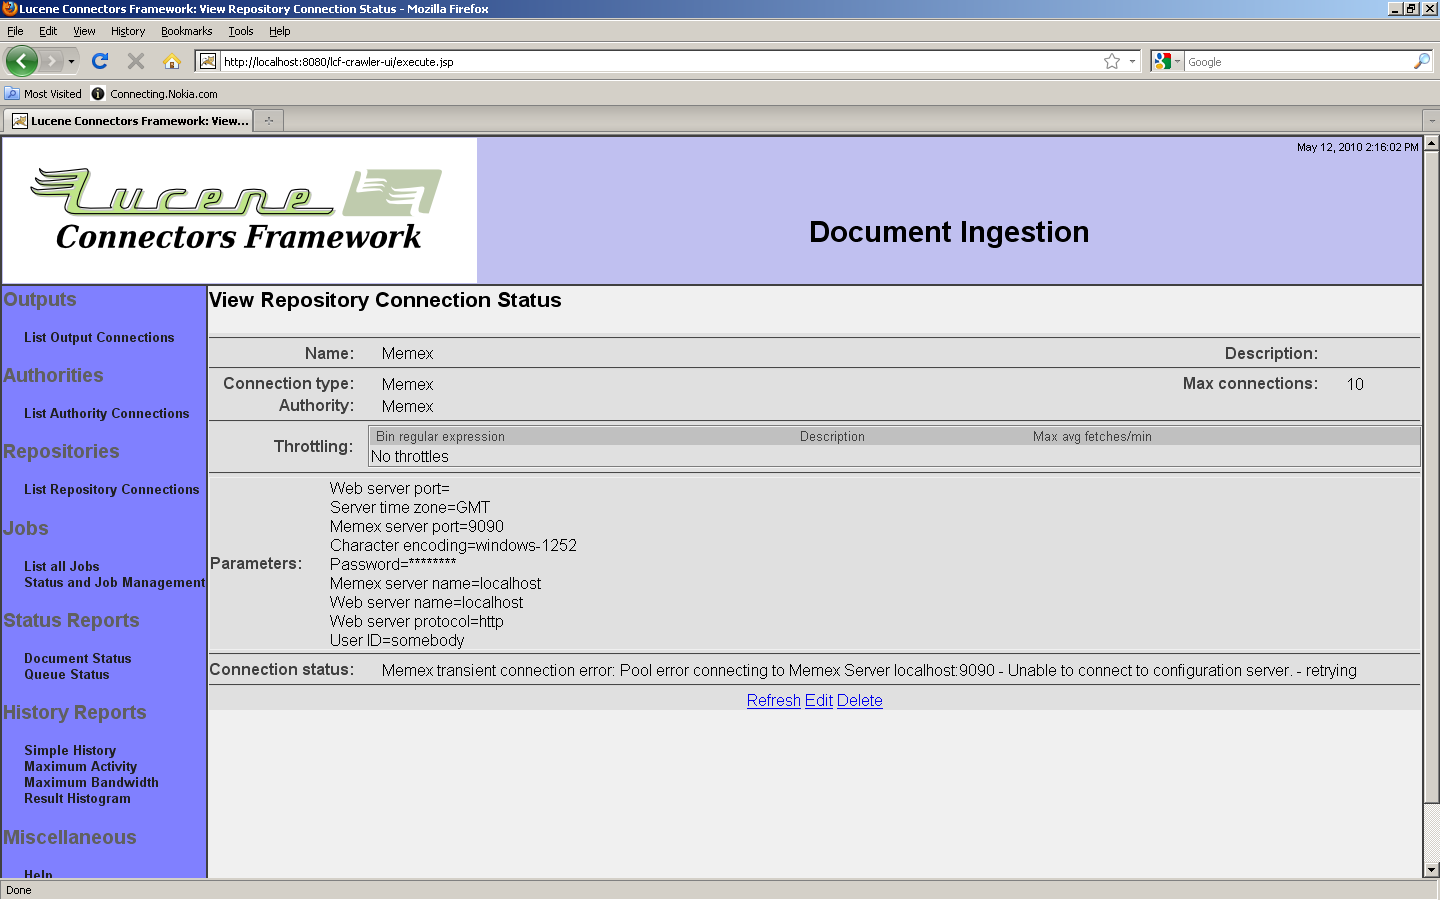 Lucene Connectors Framework: View Repository Connection Status - Mozilla Firefox
File Edit View History Bookmarks Tools Help
http://localhost:8080/lcf-crawler-ui/execute.jsp
Google
Most Visited Connecting.Nokia.com
Lucene Connectors Framework: View...
May 12, 2010 2:16:02 PM
Lucene
Connectors Framework
Document Ingestion
Outputs
List Output Connections
Authorities
List Authority Connections
Repositories
List Repository Connections
Jobs
List all Jobs
Status and Job Management
Status Reports
Document Status
Queue Status
History Reports
Simple History
Maximum Activity
Maximum Bandwidth
Result Histogram
Miscellaneous
Help
View Repository Connection Status
Name: Memex Description:
Connection type: Memex Max connections: 10
Authority: Memex
Throttling: Bin regular expression Description Max avg fetches/min
No throttles
Parameters:
Web server port=
Server time zone=GMT
Memex server port=9090
Character encoding=windows-1252
Password=********
Memex server name=localhost
Web server name=localhost
Web server protocol=http
User ID=somebody
Connection status: Memex transient connection error: Pool error connecting to Memex Server localhost:9090 - Unable to connect to configuration server. - retrying
Refresh Edit Delete
Done